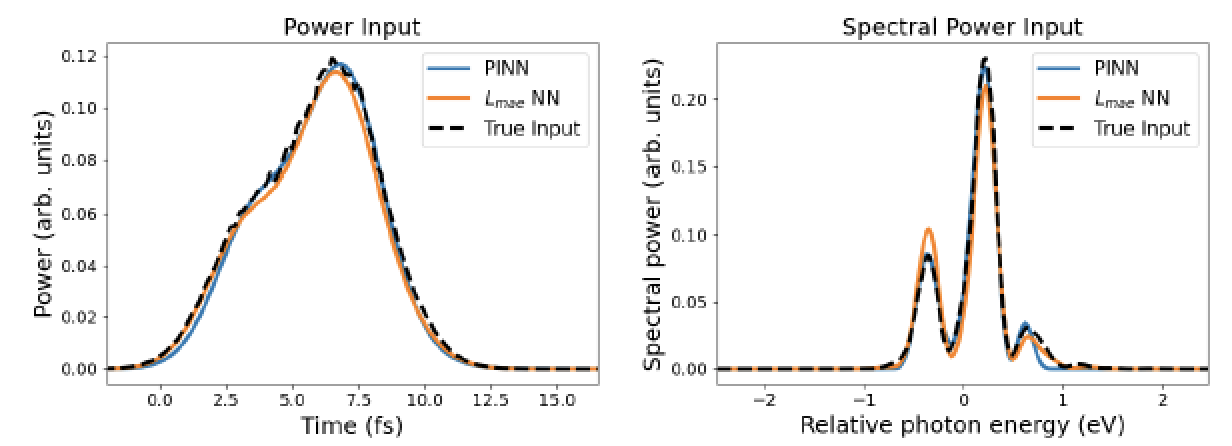 Power Input
Power (arb. units)
0.12
0.10
0.08
0.06
0.04
0.02
0.00
PINN
L_mae NN
True Input
0.0 2.5 5.0 7.5 10.0 12.5 15.0
Time (fs)
Spectral Power Input
Spectral power (arb. units)
0.20
0.15
0.10
0.05
0.00
PINN
L_mae NN
True Input
−2 −1 0 1 2
Relative photon energy (eV)